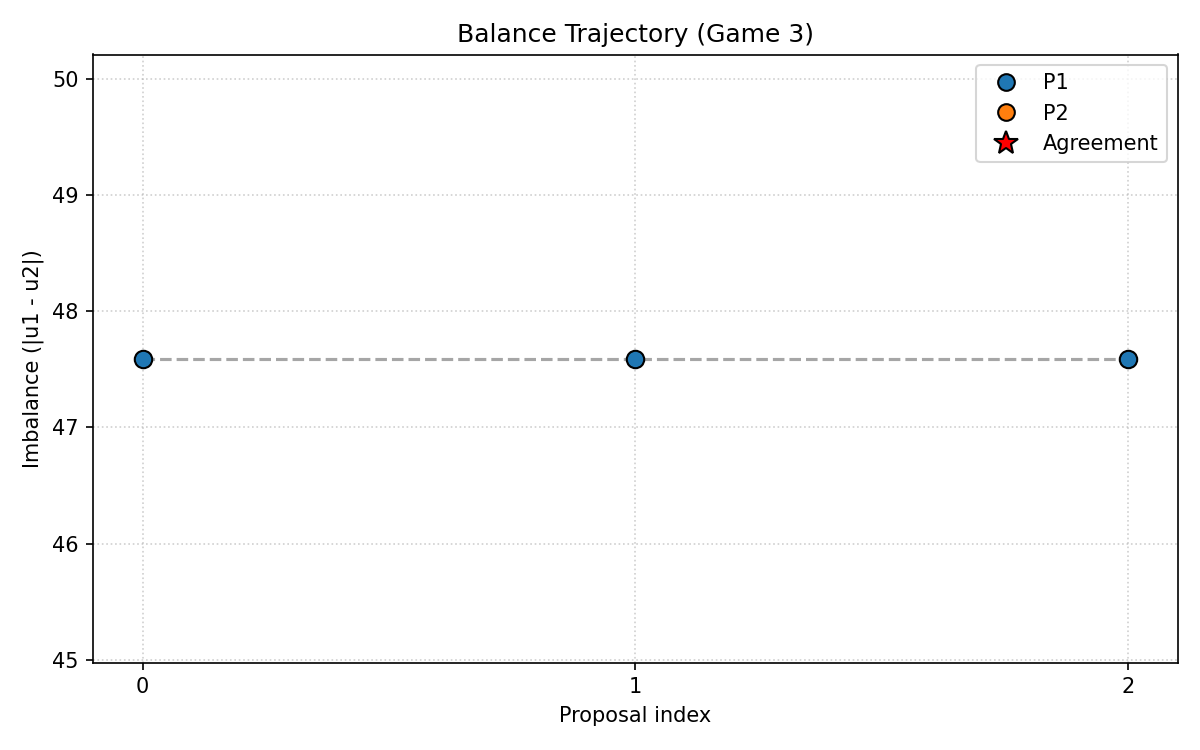 Balance Trajectory (Game 3)
P1
P2
Agreement
Imbalance (|u1 - u2|)
50
49
48
47
46
45
0 1 2
Proposal index